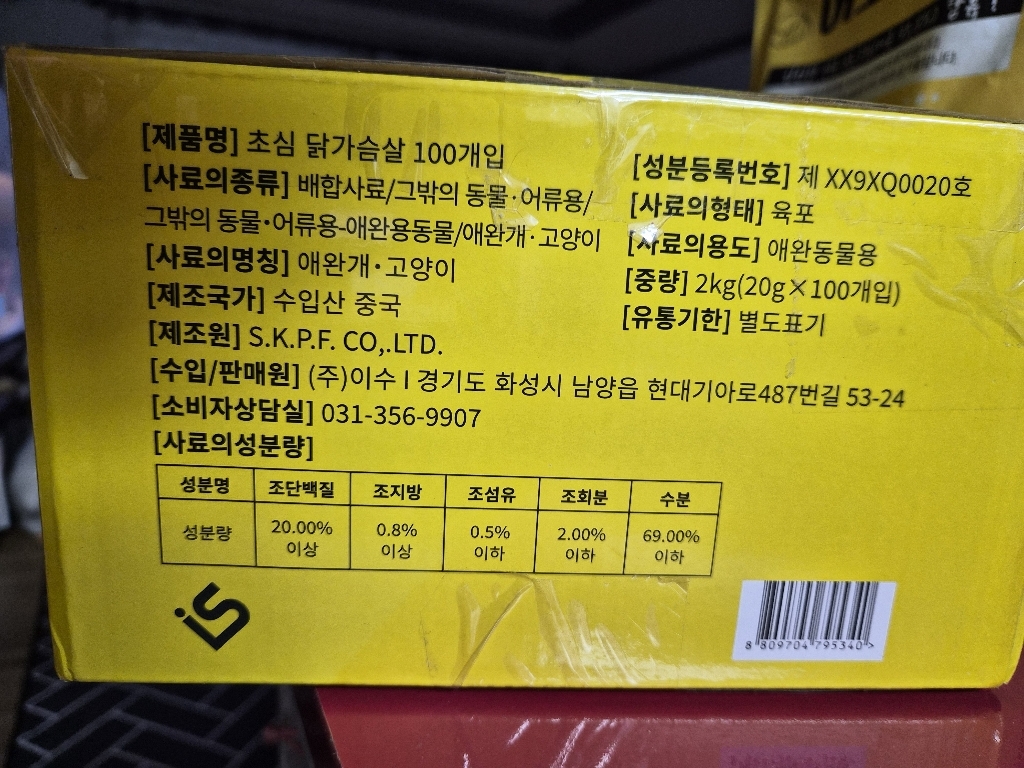 [제품명] 초심 닭가슴살 100개입
[사료의종류] 배합사료/그밖의 동물·어류용/
그밖의 동물·어류용-애완용동물/애완개·고양이
[사료의명칭] 애완개·고양이
[제조국가] 수입산 중국
[제조원] S.K.P.F. CO,.LTD.
[성분등록번호] 제 XX9XQ0020호
[사료의형태] 육포
[사료의용도] 애완동물용
[중량] 2kg(20g×100개입)
[유통기한] 별도표기
[수입/판매원] (주)이수 I 경기도 화성시 남양읍 현대기아로487번길 53-24
[소비자상담실] 031-356-9907
[사료의성분량]
성분명 조단백질 조지방 조섬유 조회분 수분
성분량 20.00% 이상 0.8% 이상 0.5% 이하 2.00% 이하 69.00% 이하
is
8 809704 795340 >